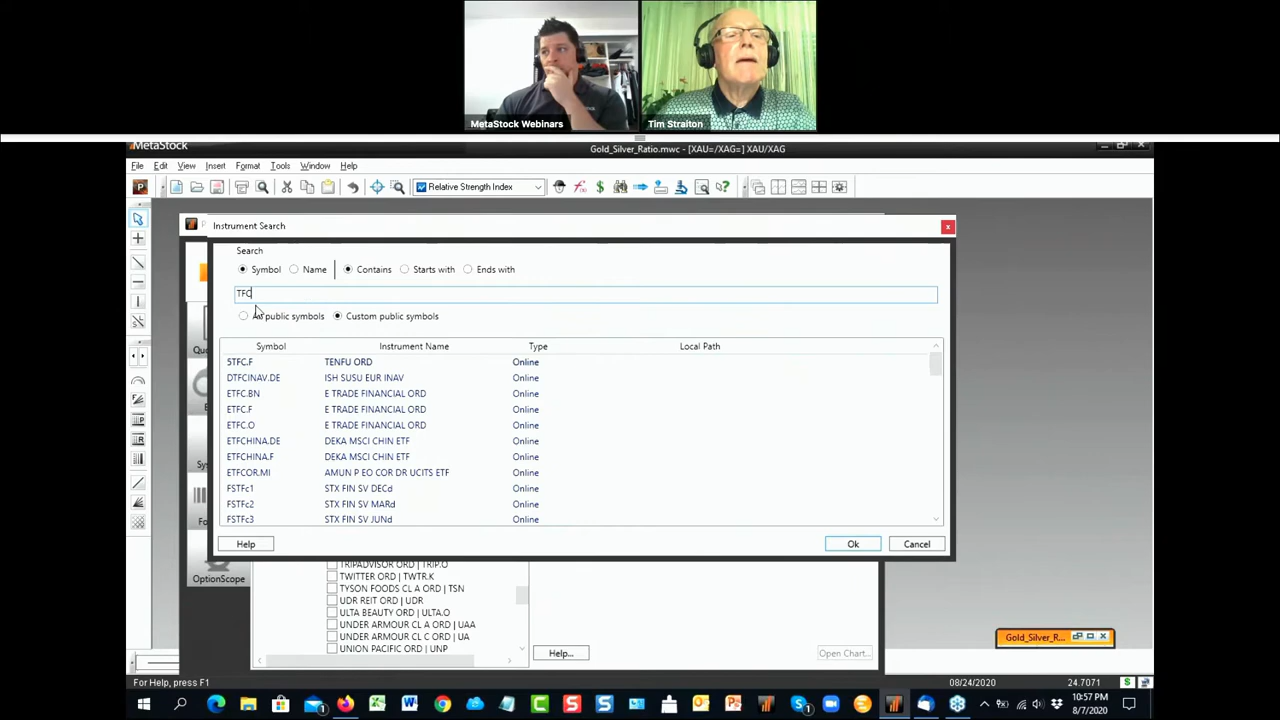 MetaStock Webinars
Tim Straiton
MetaStock
Gold_Silver_Ratio.mwc - [XAU=/XAG=] XAU/XAG
File Edit View Insert Format Tools Window Help
Relative Strength Index
Instrument Search
Search
Symbol Name Contains Starts with Ends with
TFC
public symbols Custom public symbols
Symbol Instrument Name Type Local Path
5TFC.F TENFU ORD Online
DTFCINAV.DE ISH SUSU EUR INAV Online
ETFC.BN E TRADE FINANCIAL ORD Online
ETFC.F E TRADE FINANCIAL ORD Online
ETFC.O E TRADE FINANCIAL ORD Online
ETFCHINA.DE DEKA MSCI CHIN ETF Online
ETFCHINA.F DEKA MSCI CHIN ETF Online
ETFCOR.MI AMUN P EO COR DR UCITS ETF Online
FSTFc1 STX FIN SV DECd Online
FSTFc2 STX FIN SV MARd Online
FSTFc3 STX FIN SV JUNd Online
Help Ok Cancel
OptionScope
TRIPADVISOR ORD | TRIP.O
TWITTER ORD | TWTR.K
TYSON FOODS CL A ORD | TSN
UDR REIT ORD | UDR
ULTA BEAUTY ORD | ULTA.O
UNDER ARMOUR CL A ORD | UAA
UNDER ARMOUR CL C ORD | UA
UNION PACIFIC ORD | UNP
Gold_Silver_R...
Help... Open Chart...
For Help, press F1 08/24/2020 24.7071
10:57 PM
8/7/2020